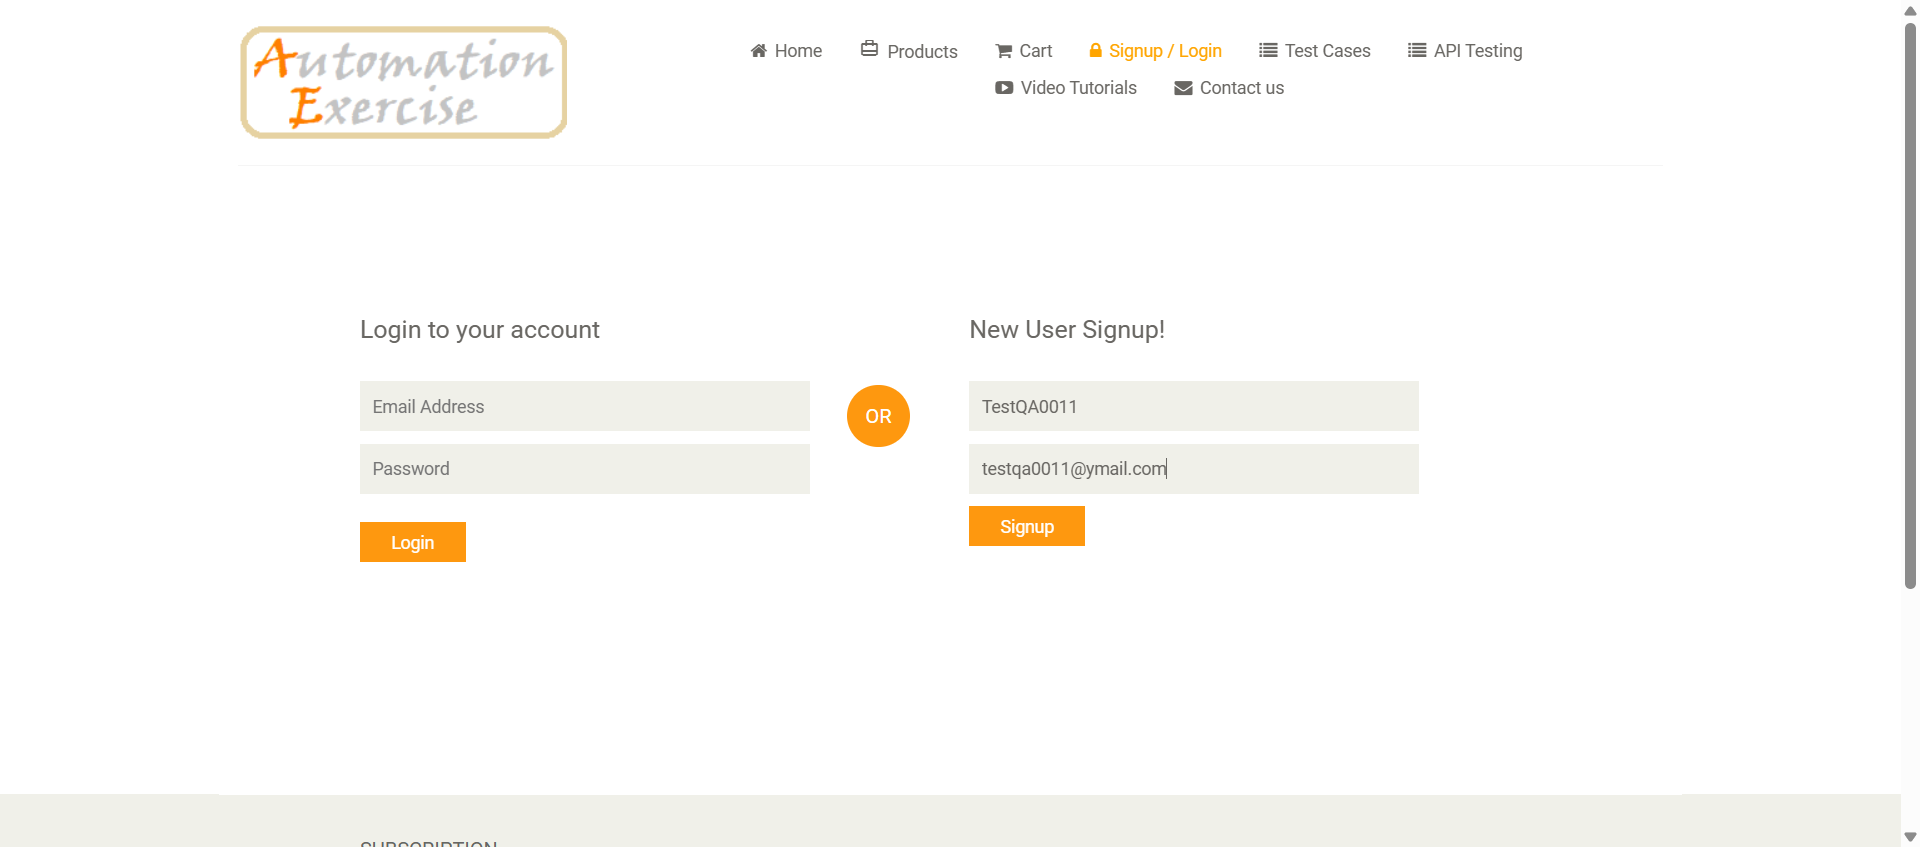 Automation
Exercise
Home Products Cart Signup / Login Test Cases API Testing
Video Tutorials Contact us
Login to your account
Email Address
Password
Login
OR
New User Signup!
TestQA0011
testqa0011@ymail.com
Signup
SUBSCRIPTION